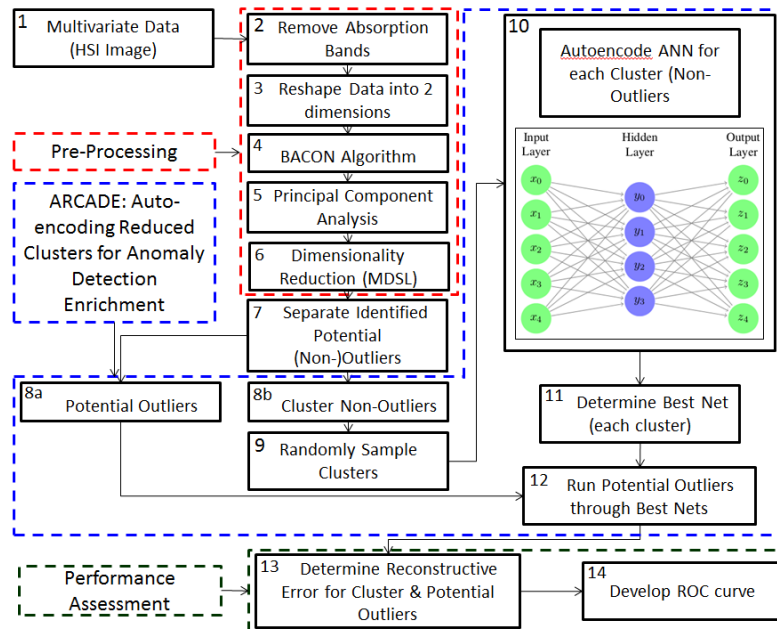 1
Multivariate Data
(HSI Image)
2
Remove Absorption
Bands
3
Reshape Data into 2
dimensions
Pre-Processing
4
BACON Algorithm
5
Principal Component
Analysis
6
Dimensionality
Reduction (MDSL)
ARCADE: Auto-
encoding Reduced
Clusters for Anomaly
Detection
Enrichment
7
Separate Identified
Potential
(Non-)Outliers
8a
Potential Outliers
8b
Cluster Non-Outliers
9
Randomly Sample
Clusters
10
Autoencode ANN for
each Cluster (Non-
Outliers
Input
Layer
Hidden
Layer
Output
Layer
x0
x1
x2
x3
x4
y0
y1
y2
y3
z0
z1
z2
z3
z4
11
Determine Best Net
(each cluster)
12
Run Potential Outliers
through Best Nets
Performance
Assessment
13
Determine Reconstructive
Error for Cluster & Potential
Outliers
14
Develop ROC curve